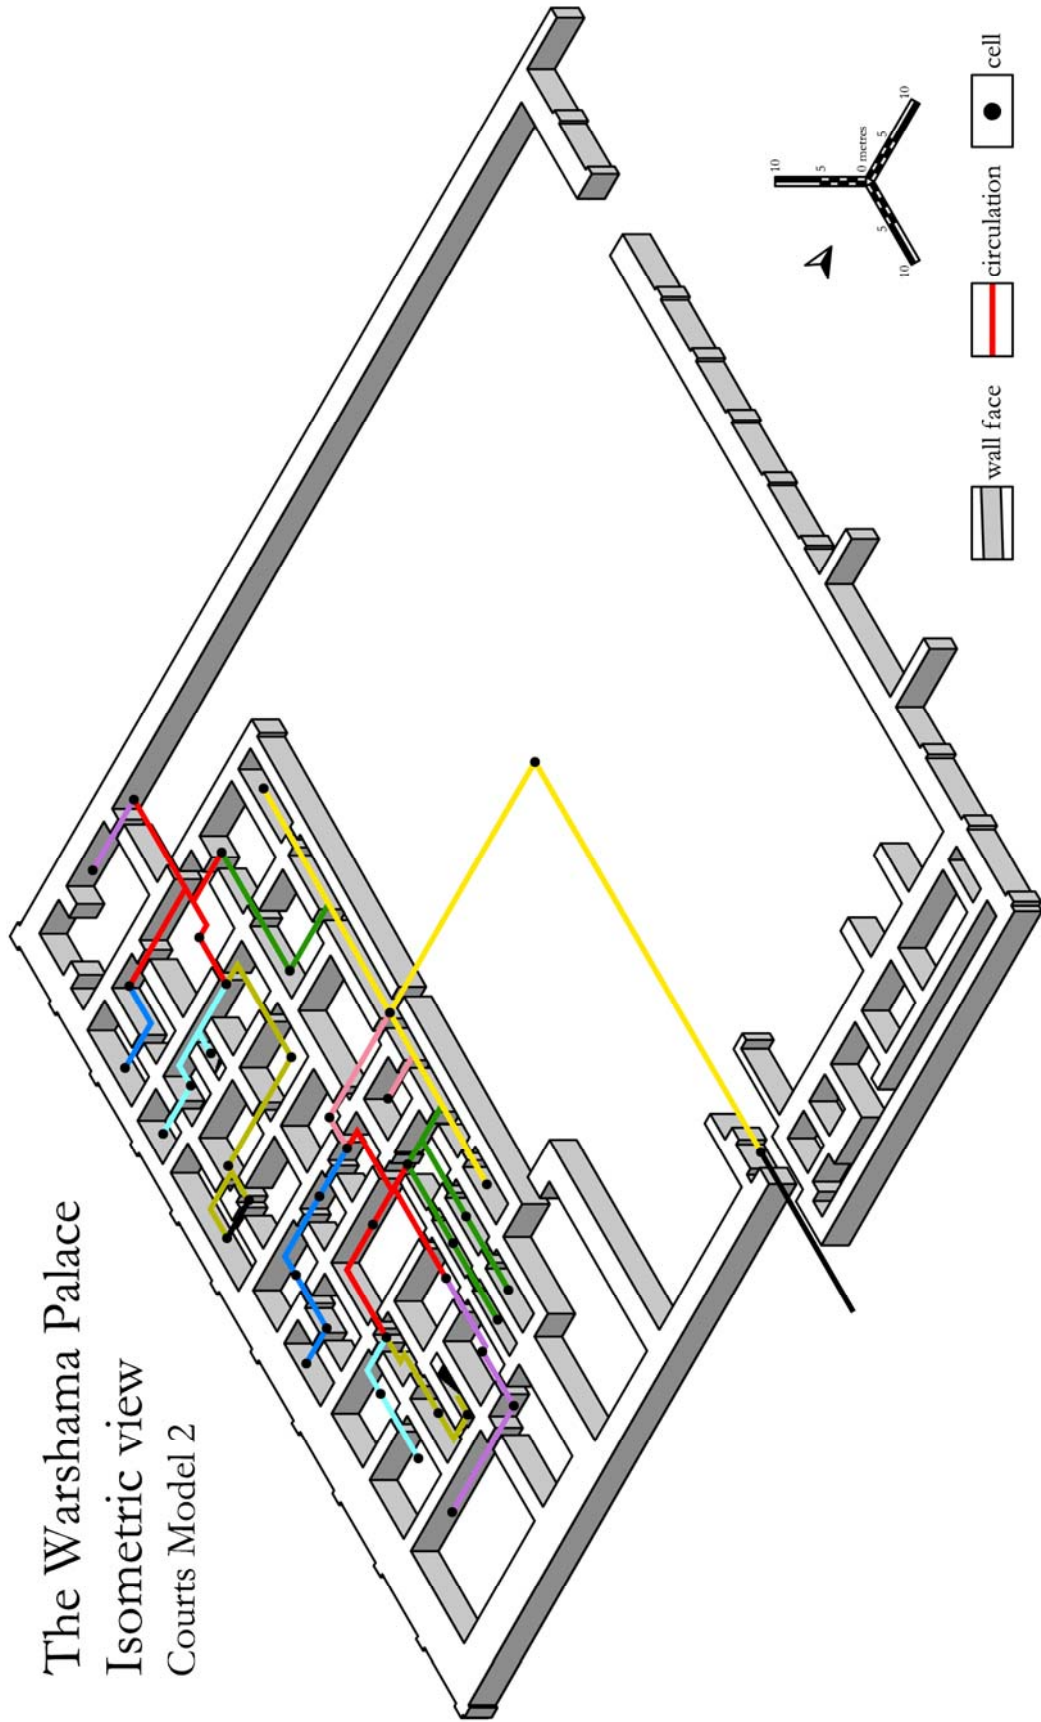 The Warshama Palace
Isometric view
Courts Model 2
10
5
0 metres
5
10
5
10
wall face
circulation
cell